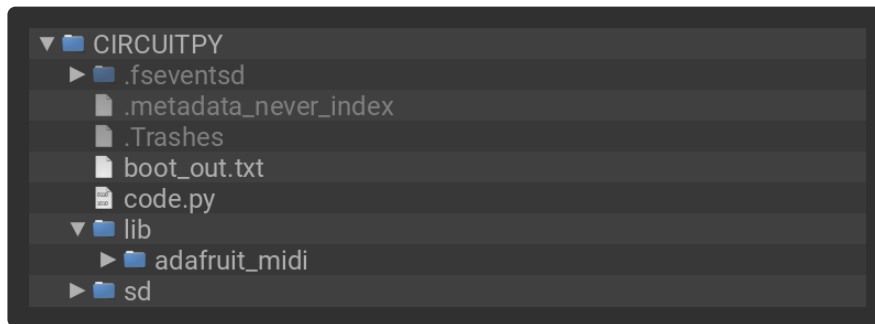 CIRCUITPY
.fseventsd
.metadata_never_index
.Trashes
boot_out.txt
code.py
lib
adafruit_midi
sd